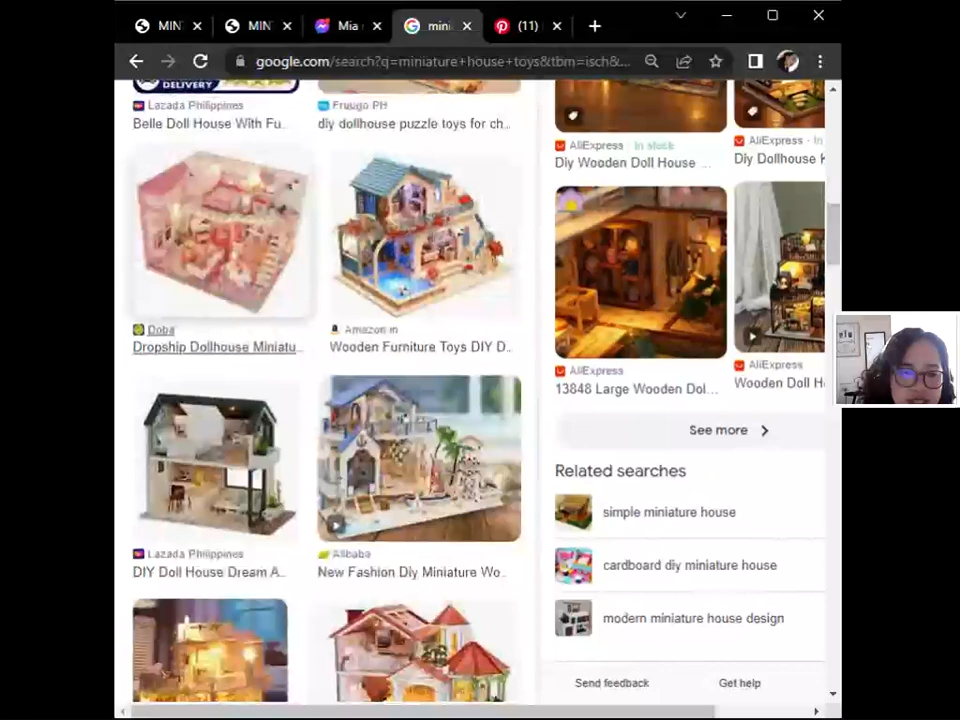 MIN
MIN
Mia
mini
(11)
google.com/search?q=miniature+house+toys&tbm=isch&...
DELIVERY
Lazada Philippines
Belle Doll House With Fu...
Fruugo PH
diy dollhouse puzzle toys for ch...
AliExpress · In stock
Diy Wooden Doll House ...
AliExpress · In
Diy Dollhouse K
Doba
Dropship Dollhouse Miniatu...
Amazon.in
Wooden Furniture Toys DIY D...
AliExpress
13848 Large Wooden Dol...
AliExpress
Wooden Doll H
See more
Related searches
simple miniature house
cardboard diy miniature house
modern miniature house design
Lazada Philippines
DIY Doll House Dream A...
Alibaba
New Fashion Diy Miniature Wo...
Send feedback
Get help